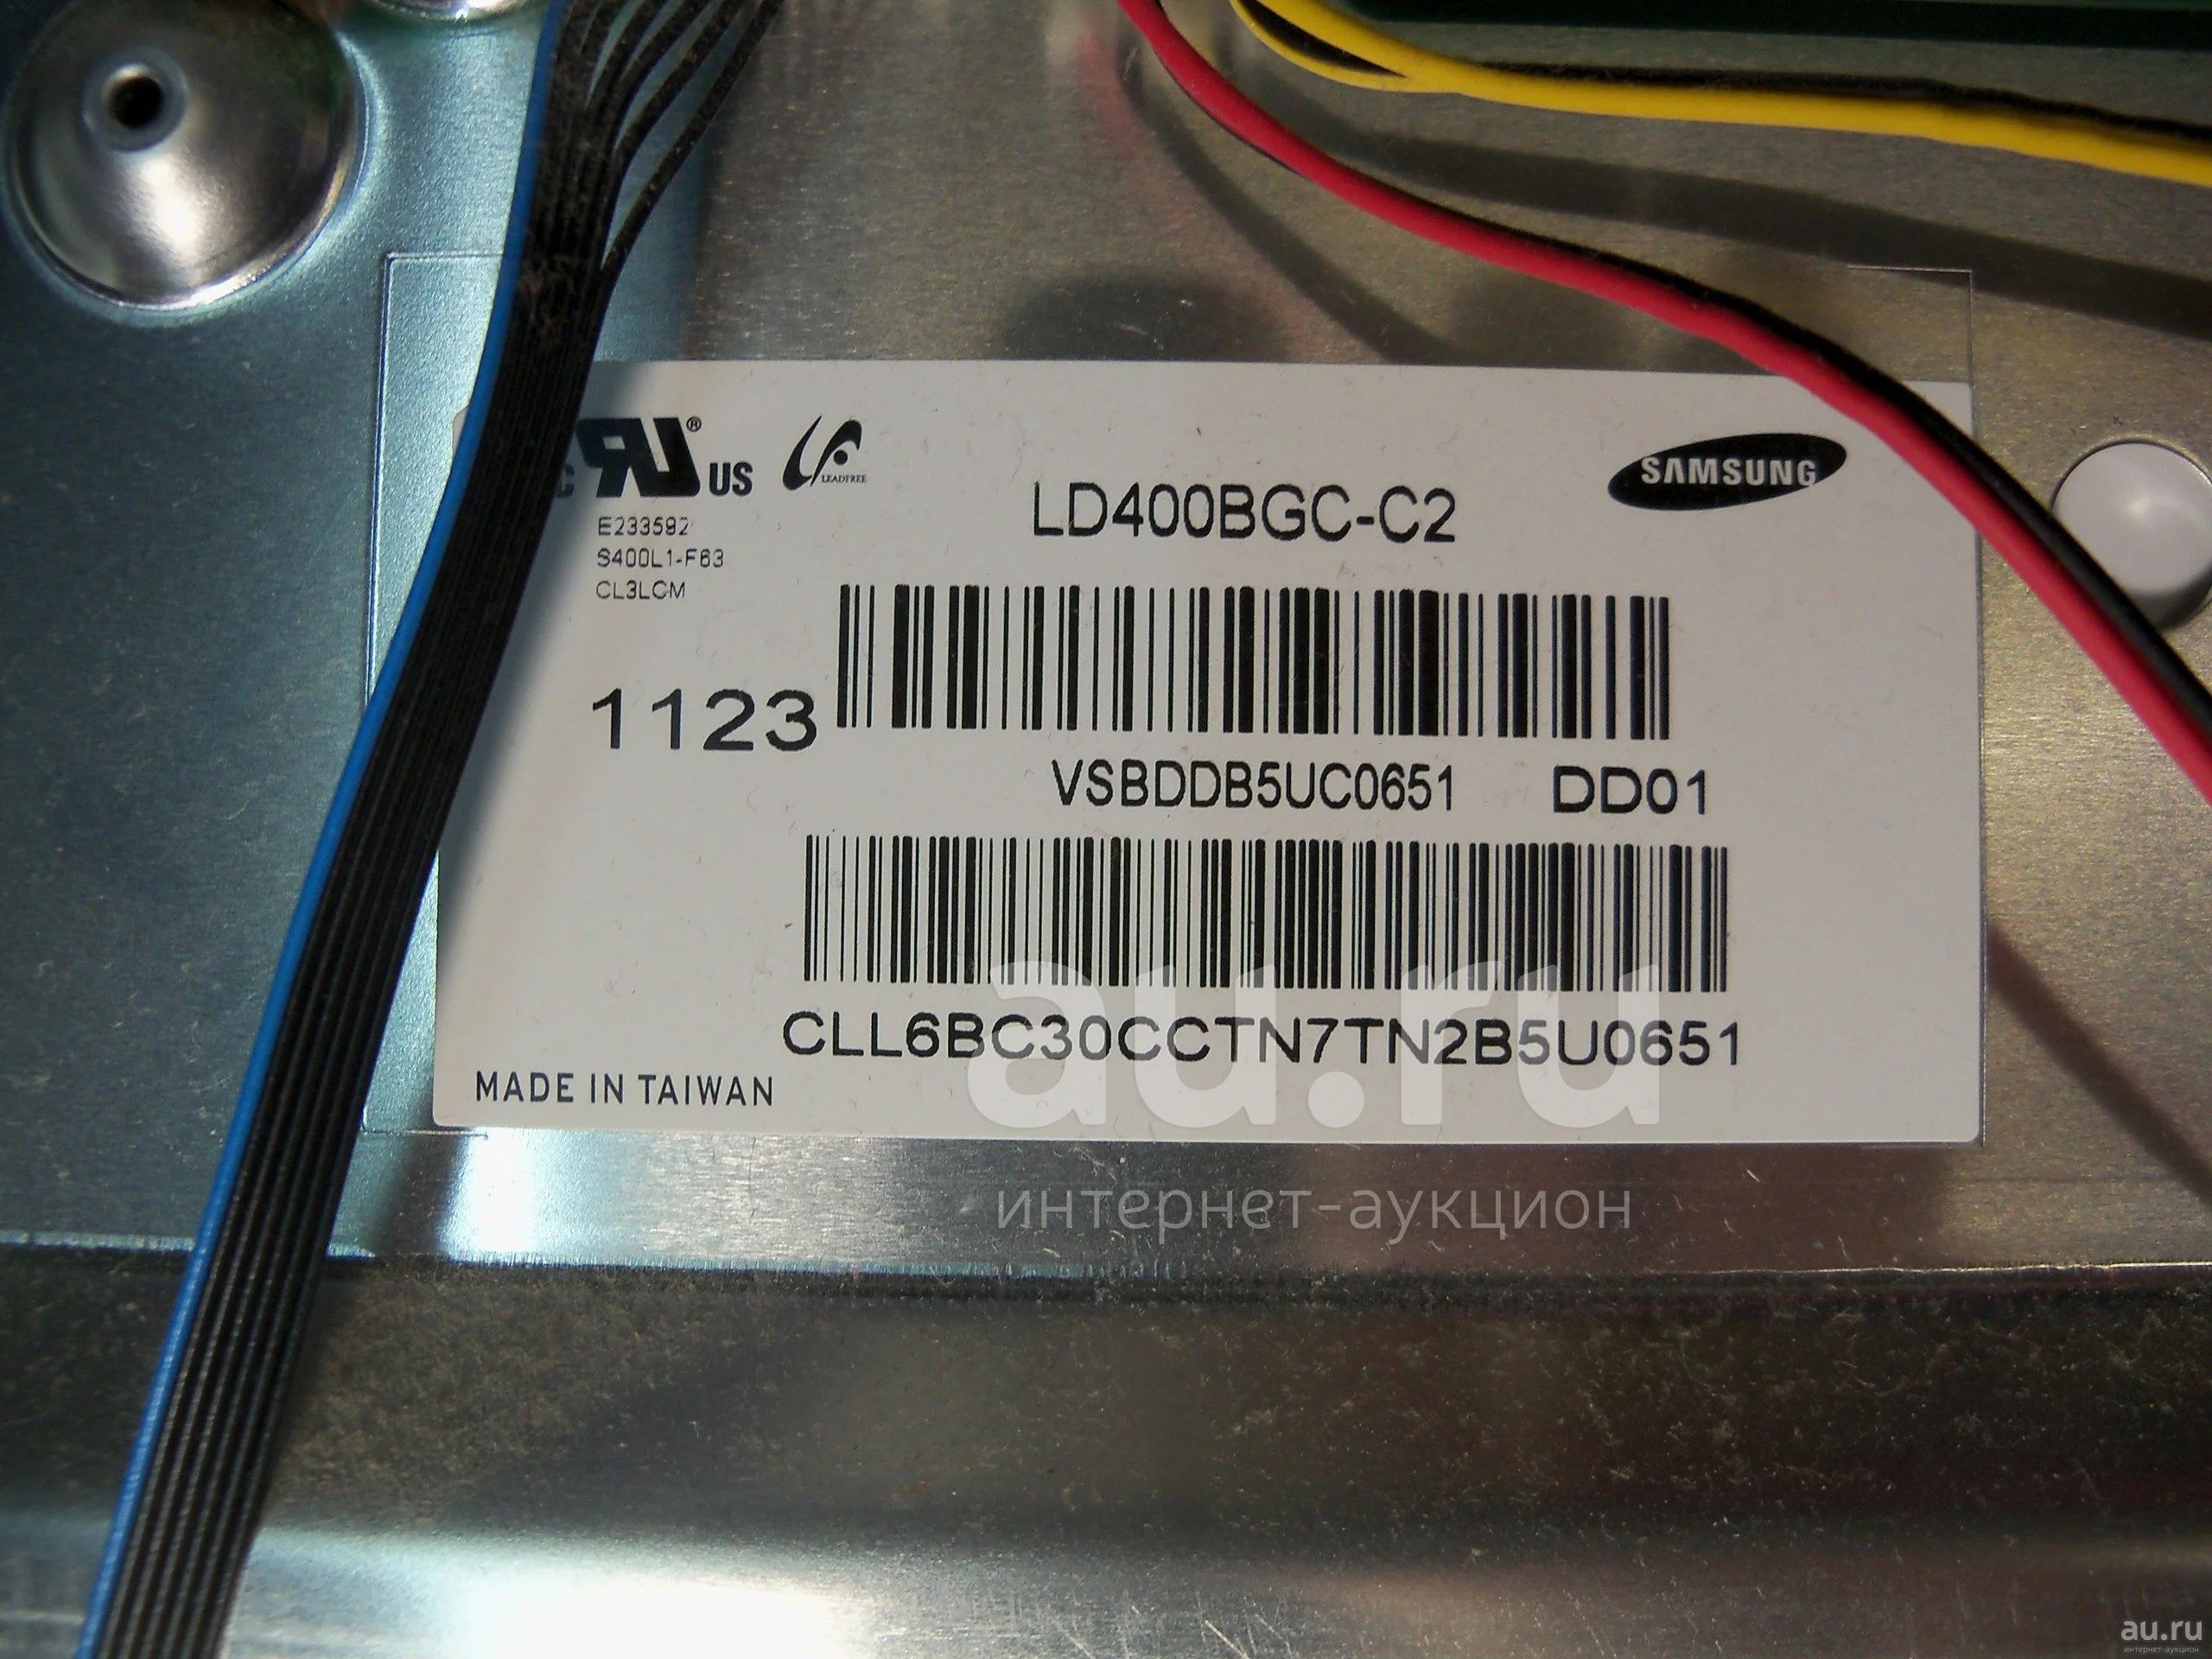 c RU® US
LEADFREE
SAMSUNG
LD400BGC-C2
E233592
S400L1-F63
CL3LCM
1123
VSBDDB5UC0651 DD01
CLL6BC30CCTN7TN2B5U0651
MADE IN TAIWAN
au.ru
интернет-аукцион
au.ru
интернет-аукцион